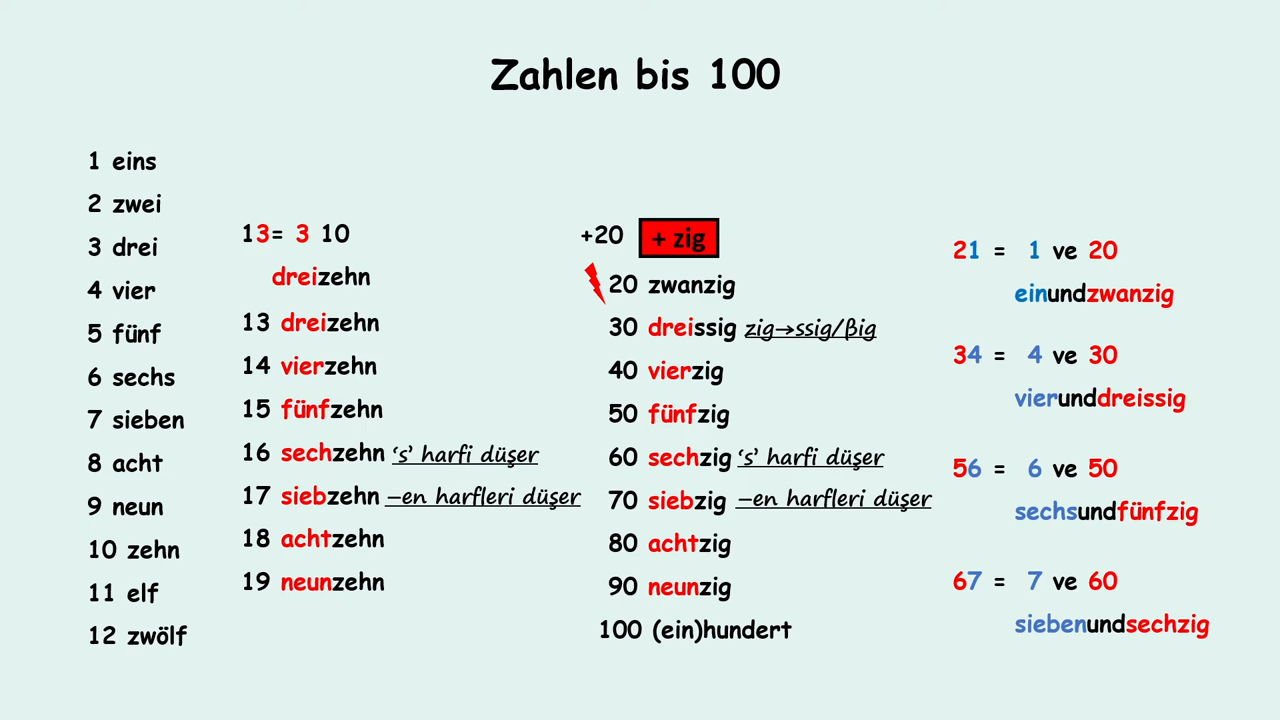 Zahlen bis 100
1 eins
2 zwei
3 drei
4 vier
5 fünf
6 sechs
7 sieben
8 acht
9 neun
10 zehn
11 elf
12 zwölf
13= 3 10
dreizehn
13 dreizehn
14 vierzehn
15 fünfzehn
16 sechzehn ‘s’ harfi düşer
17 siebzehn –en harfleri düşer
18 achtzehn
19 neunzehn
+20 + zig
20 zwanzig
30 dreissig zig→ssig/βig
40 vierzig
50 fünfzig
60 sechzig ‘s’ harfi düşer
70 siebzig –en harfleri düşer
80 achtzig
90 neunzig
100 (ein)hundert
21 = 1 ve 20
einundzwanzig
34 = 4 ve 30
vierunddreissig
56 = 6 ve 50
sechsundfünfzig
67 = 7 ve 60
siebenundsechzig